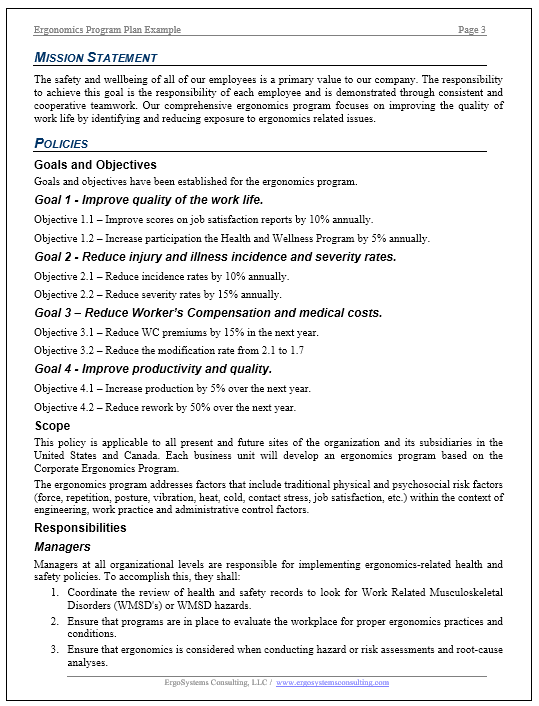 Ergonomics Program Plan Example Page 3
MISSION STATEMENT
The safety and wellbeing of all of our employees is a primary value to our company. The responsibility
to achieve this goal is the responsibility of each employee and is demonstrated through consistent and
cooperative teamwork. Our comprehensive ergonomics program focuses on improving the quality of
work life by identifying and reducing exposure to ergonomics related issues.
POLICIES
Goals and Objectives
Goals and objectives have been established for the ergonomics program.
Goal 1 - Improve quality of the work life.
Objective 1.1 – Improve scores on job satisfaction reports by 10% annually.
Objective 1.2 – Increase participation the Health and Wellness Program by 5% annually.
Goal 2 - Reduce injury and illness incidence and severity rates.
Objective 2.1 – Reduce incidence rates by 10% annually.
Objective 2.2 – Reduce severity rates by 15% annually.
Goal 3 – Reduce Worker's Compensation and medical costs.
Objective 3.1 – Reduce WC premiums by 15% in the next year.
Objective 3.2 – Reduce the modification rate from 2.1 to 1.7
Goal 4 - Improve productivity and quality.
Objective 4.1 – Increase production by 5% over the next year.
Objective 4.2 – Reduce rework by 50% over the next year.
Scope
This policy is applicable to all present and future sites of the organization and its subsidiaries in the
United States and Canada. Each business unit will develop an ergonomics program based on the
Corporate Ergonomics Program.
The ergonomics program addresses factors that include traditional physical and psychosocial risk factors
(force, repetition, posture, vibration, heat, cold, contact stress, job satisfaction, etc.) within the context of
engineering, work practice and administrative control factors.
Responsibilities
Managers
Managers at all organizational levels are responsible for implementing ergonomics-related health and
safety policies. To accomplish this, they shall:
1. Coordinate the review of health and safety records to look for Work Related Musculoskeletal
Disorders (WMSD's) or WMSD hazards.
2. Ensure that programs are in place to evaluate the workplace for proper ergonomics practices and
conditions.
3. Ensure that ergonomics is considered when conducting hazard or risk assessments and root-cause
analyses.
ErgoSystems Consulting, LLC / www.ergosystemsconsulting.com